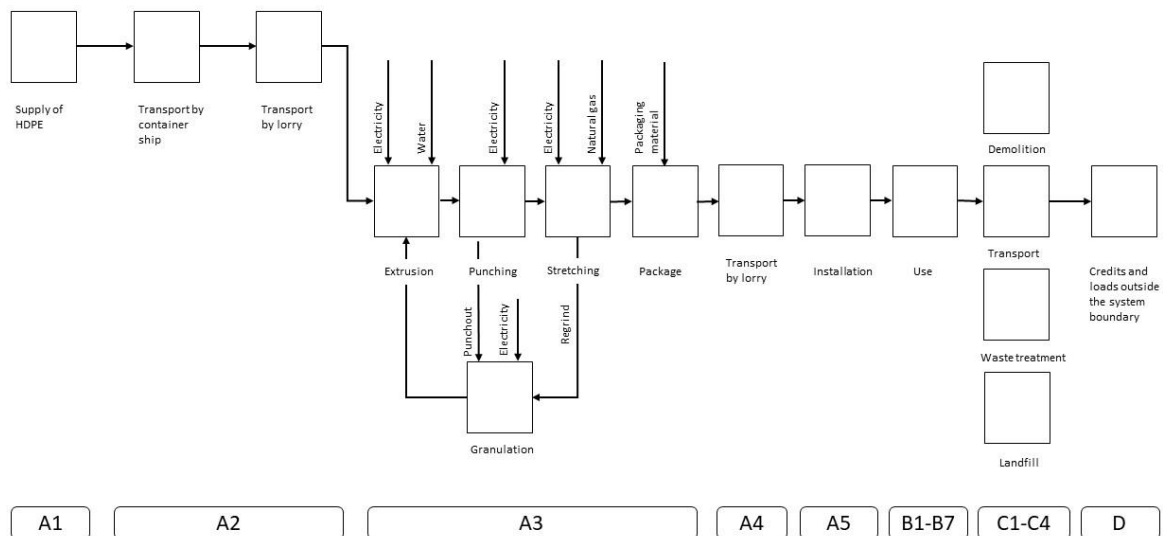 Supply of
HDPE
Transport by
container
ship
Transport
by lorry
Electricity
Water
Electricity
Electricity
Natural gas
Packaging
material
Demolition
Extrusion
Punching
Stretching
Package
Transport
by lorry
Installation
Use
Transport
Credits and
loads outside
the system
boundary
Punchout
Electricity
Regrind
Waste treatment
Granulation
Landfill
A1
A2
A3
A4
A5
B1-B7
C1-C4
D